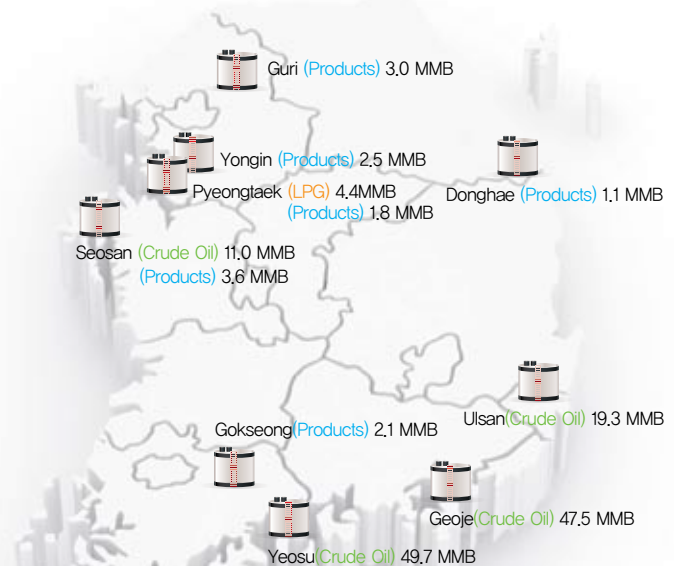 Guri (Products) 3.0 MMB
Yongin (Products) 2.5 MMB
Pyeongtaek (LPG) 4.4MMB
(Products) 1.8 MMB
Donghae (Products) 1.1 MMB
Seosan (Crude Oil) 11.0 MMB
(Products) 3.6 MMB
Ulsan(Crude Oil) 19.3 MMB
Gokseong(Products) 2.1 MMB
Geoje(Crude Oil) 47.5 MMB
Yeosu(Crude Oil) 49.7 MMB